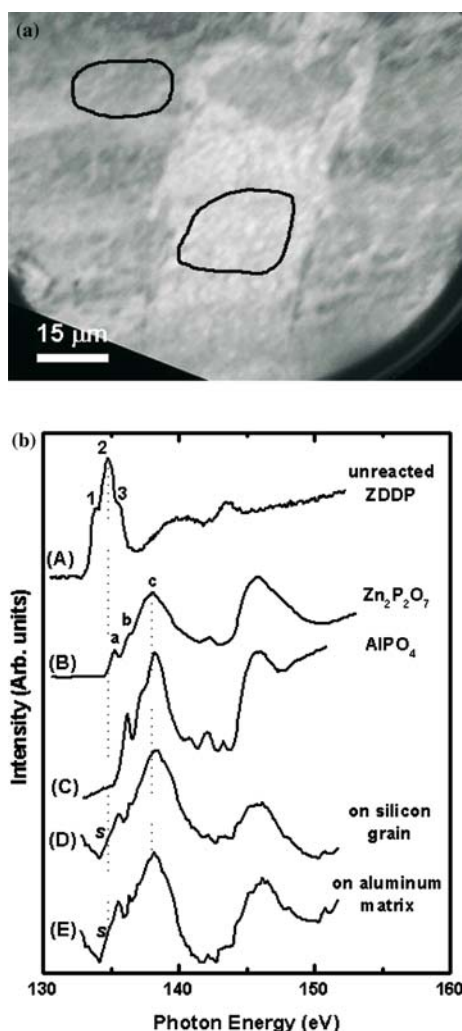 (a)
15 μm
(b)
2
1
3
unreacted
ZDDP
(A)
c
Zn₂P₂O₇
b
a
AlPO₄
(B)
(C)
on silicon
grain
s
(D)
on aluminum
matrix
s
(E)
Intensity (Arb. units)
130 140 150 160
Photon Energy (eV)